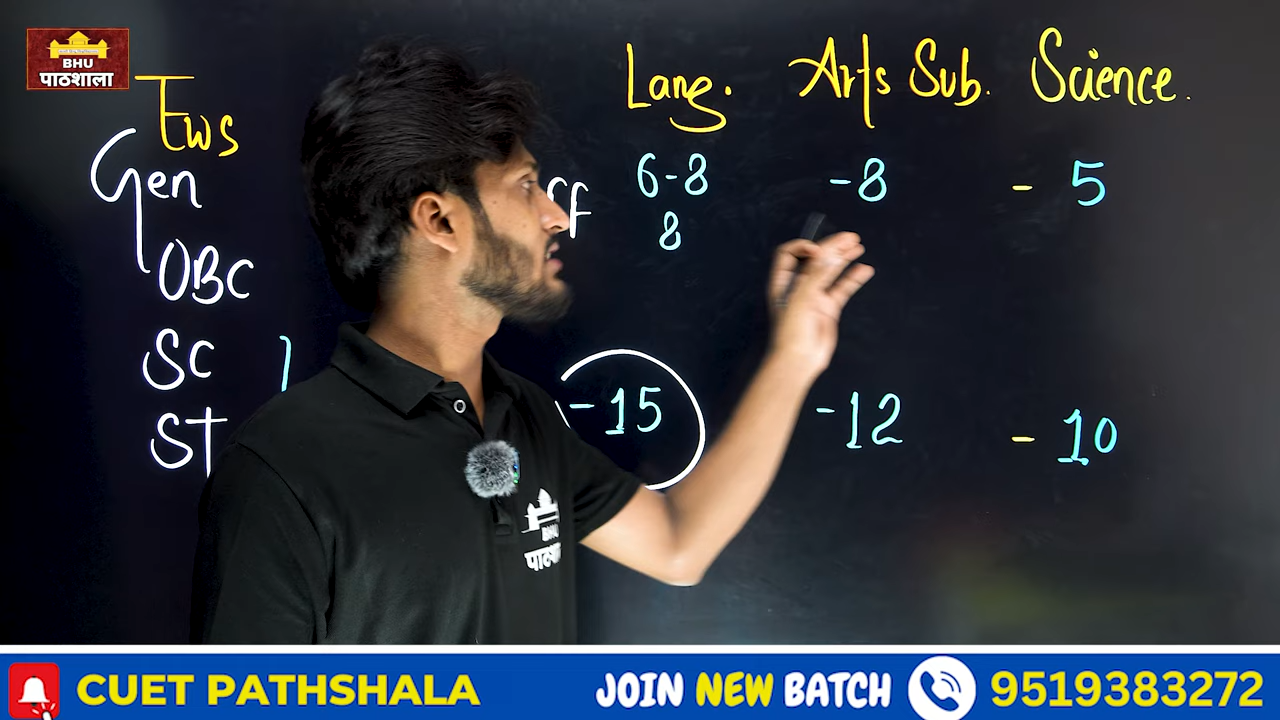 BHU
पाठशाला
Lang. Arts Sub. Science.
Ews
Gen 6-8 -8 - 5
8
OBC
SC
ST -15 -12 - 10
BHU
CUET PATHSHALA JOIN NEW BATCH 9519383272